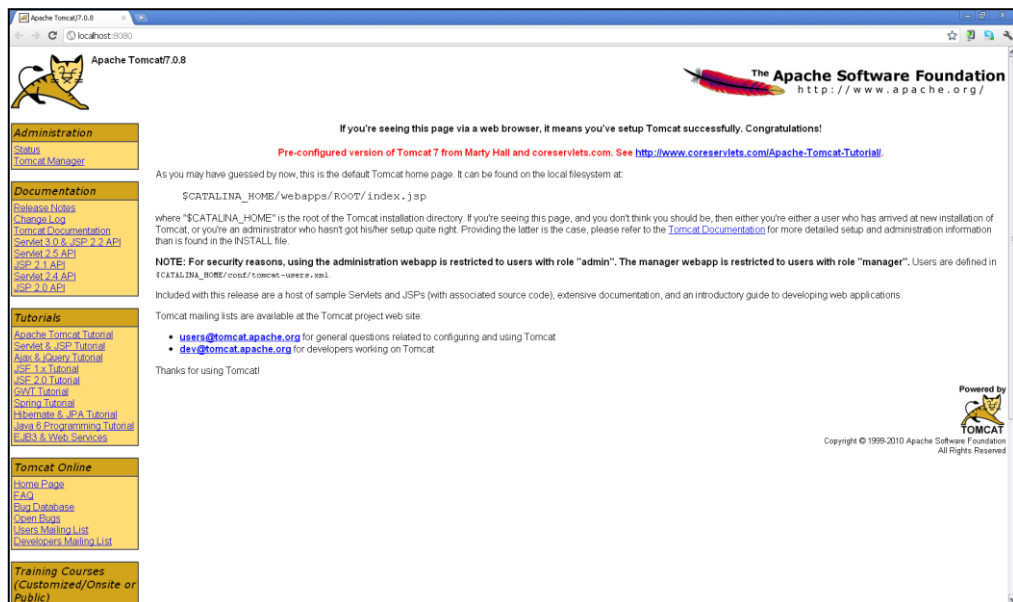 Apache Tomcat/7.0.8
localhost:8080
Apache Tomcat/7.0.8
The Apache Software Foundation
http://www.apache.org/
Administration
Status
Tomcat Manager
Documentation
Release Notes
Change Log
Tomcat Documentation
Servlet 3.0 & JSP 2.2 API
Servlet 2.5 API
JSP 2.1 API
Servlet 2.4 API
JSP 2.0 API
Tutorials
Apache Tomcat Tutorial
Servlet & JSP Tutorial
Ajax & jQuery Tutorial
JSF 1.x Tutorial
JSF 2.0 Tutorial
GWT Tutorial
Spring Tutorial
Hibernate & JPA Tutorial
Java 6 Programming Tutorial
EJB3 & Web Services
Tomcat Online
Home Page
FAQ
Bug Database
Open Bugs
Users Mailing List
Developers Mailing List
Training Courses
(Customized/Onsite or
Public)
If you're seeing this page via a web browser, it means you've setup Tomcat successfully. Congratulations!
Pre-configured version of Tomcat 7 from Marty Hall and coreservlets.com. See http://www.coreservlets.com/Apache-Tomcat-Tutorial/.
As you may have guessed by now, this is the default Tomcat home page. It can be found on the local filesystem at:
$CATALINA_HOME/webapps/ROOT/index.jsp
where "$CATALINA_HOME" is the root of the Tomcat installation directory. If you're seeing this page, and you don't think you should be, then either you're either a user who has arrived at new installation of
Tomcat, or you're an administrator who hasn't got his/her setup quite right. Providing the latter is the case, please refer to the Tomcat Documentation for more detailed setup and administration information
than is found in the INSTALL file.
NOTE: For security reasons, using the administration webapp is restricted to users with role "admin". The manager webapp is restricted to users with role "manager". Users are defined in
$CATALINA_HOME/conf/tomcat-users.xml.
Included with this release are a host of sample Servlets and JSPs (with associated source code), extensive documentation, and an introductory guide to developing web applications.
Tomcat mailing lists are available at the Tomcat project web site:
• users@tomcat.apache.org for general questions related to configuring and using Tomcat
• dev@tomcat.apache.org for developers working on Tomcat
Thanks for using Tomcat!
Powered by
TOMCAT
Copyright © 1999-2010 Apache Software Foundation
All Rights Reserved